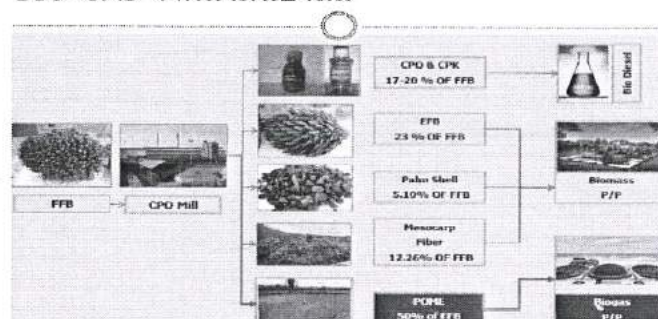 FFB
CPO Mill
CPO & CPK
17-20 % OF FFB
EFB
23 % OF FFB
Palm Shell
5.10% OF FFB
Mesocarp
Fiber
12.26% OF FFB
POME
50% of FFB
Bio Diesel
Biomass
P/P
Biogas
P/P